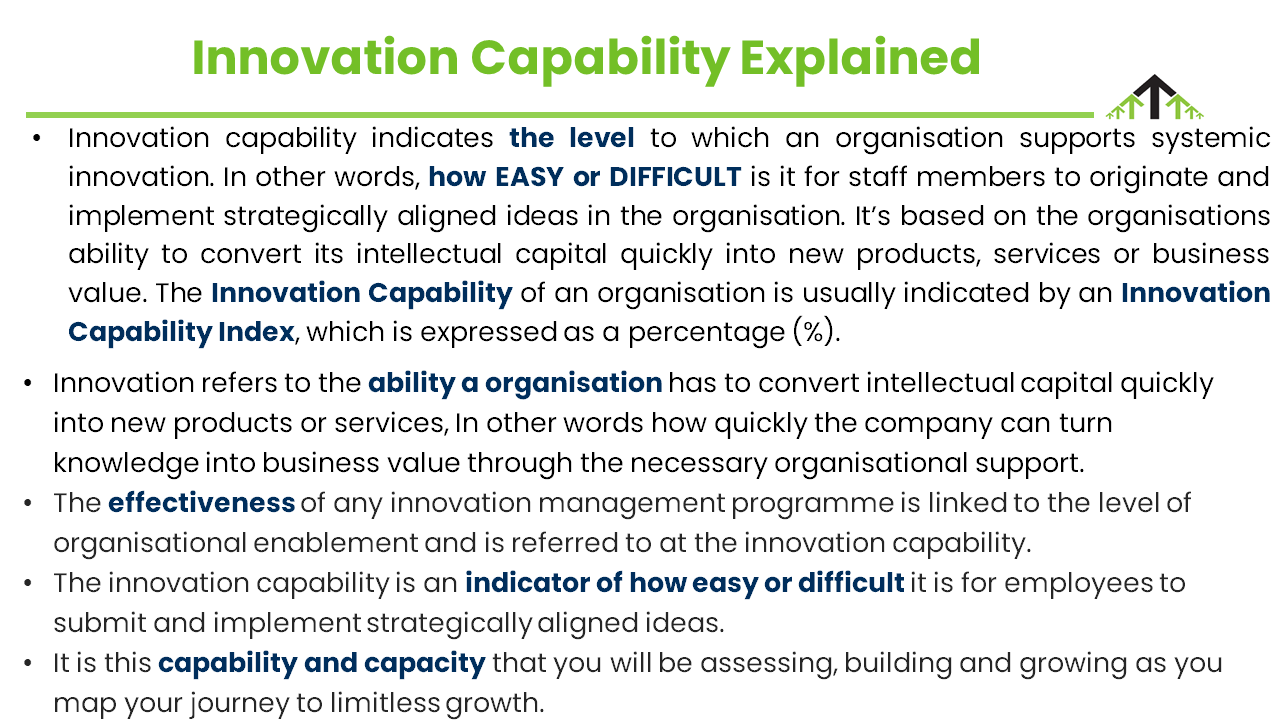 Innovation Capability Explained
• Innovation capability indicates the level to which an organisation supports systemic
innovation. In other words, how EASY or DIFFICULT is it for staff members to originate and
implement strategically aligned ideas in the organisation. It’s based on the organisations
ability to convert its intellectual capital quickly into new products, services or business
value. The Innovation Capability of an organisation is usually indicated by an Innovation
Capability Index, which is expressed as a percentage (%).
• Innovation refers to the ability a organisation has to convert intellectual capital quickly
into new products or services, In other words how quickly the company can turn
knowledge into business value through the necessary organisational support.
• The effectiveness of any innovation management programme is linked to the level of
organisational enablement and is referred to at the innovation capability.
• The innovation capability is an indicator of how easy or difficult it is for employees to
submit and implement strategically aligned ideas.
• It is this capability and capacity that you will be assessing, building and growing as you
map your journey to limitless growth.